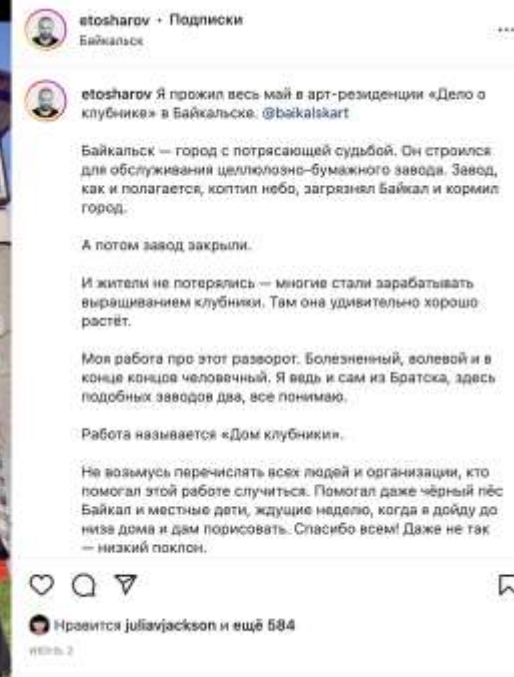 etosharov • Подписки
Байкальск
etosharov Я прожил весь май в арт-резиденции «Дело о
клубнике» в Байкальске. @baikalskart
Байкальск — город с потрясающей судьбой. Он строился
для обслуживания целлюлозно-бумажного завода. Завод,
как и полагается, коптил небо, загрязнял Байкал и кормил
город.
А потом завод закрыли.
И жители не потерялись — многие стали зарабатывать
выращиванием клубники. Там она удивительно хорошо
растёт.
Моя работа про этот разворот. Болезненный, волевой и в
конце концов человечный. Я ведь и сам из Братска, здесь
подобных заводов два, все понимаю.
Работа называется «Дом клубники».
Не возьмусь перечислять всех людей и организации, кто
помогал этой работе случиться. Помогал даже чёрный пёс
Байкал и местные дети, ждущие неделю, когда я дойду до
низа дома и дам порисовать. Спасибо всем! Даже не так
— низкий поклон.
Нравится juliavjackson и ещё 584
июнь 2